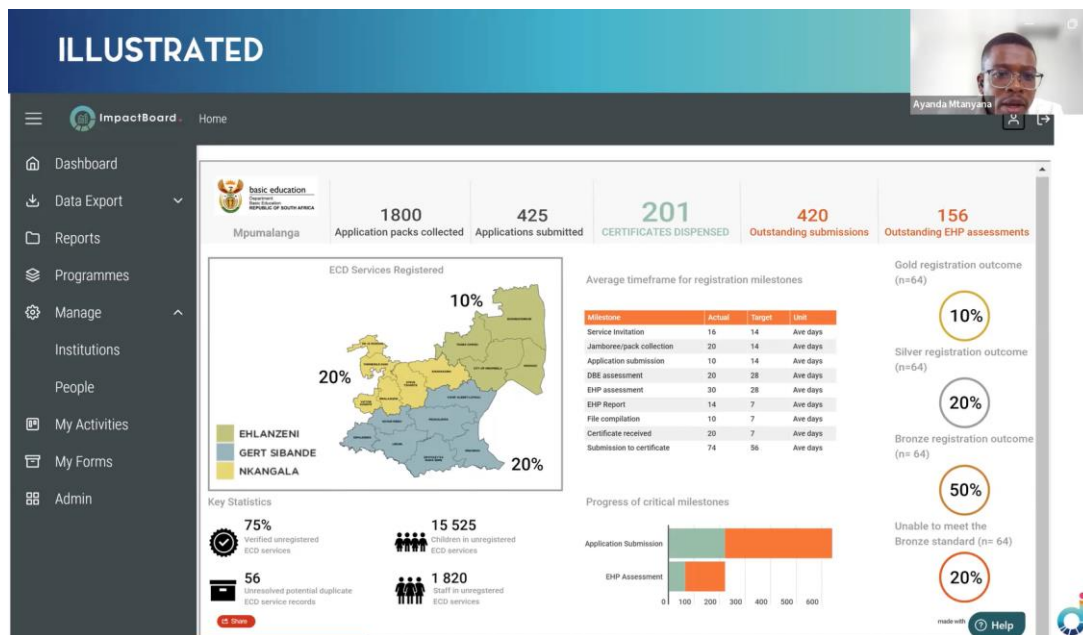 ILLUSTRATED
Ayanda Mtanyana
ImpactBoard.
Home
Dashboard
Data Export
Reports
Programmes
Manage
Institutions
People
My Activities
My Forms
Admin
basic education
Department:
Basic Education
REPUBLIC OF SOUTH AFRICA
Mpumalanga
1800
Application packs collected
425
Applications submitted
201
CERTIFICATES DISPENSED
420
Outstanding submissions
156
Outstanding EHP assessments
ECD Services Registered
10%
20%
20%
EHLANZENI
GERT SIBANDE
NKANGALA
Key Statistics
75%
Verified unregistered
ECD services
15 525
Children in unregistered
ECD services
56
Unresolved potential duplicate
ECD service records
1 820
Staff in unregstered
ECD services
Share
Average timeframe for registration milestones
Milestone Actual Target Unit
Service Invitation 16 14 Ave days
Jamboree/pack collection 20 14 Ave days
Application submission 10 14 Ave days
DBE assessment 20 28 Ave days
EHP assessment 30 28 Ave days
EHP Report 14 7 Ave days
File compilation 10 7 Ave days
Certificate received 20 7 Ave days
Submission to certificate 74 56 Ave days
Progress of critical milestones
Application Submission
EHP Assessment
0 100 200 300 400 500 600
Gold registration outcome
(n=64)
10%
Silver registration outcome
(n=64)
20%
Bronze registration outcome
(n= 64)
50%
Unable to meet the
Bronze standard (n= 64)
20%
made with
Help